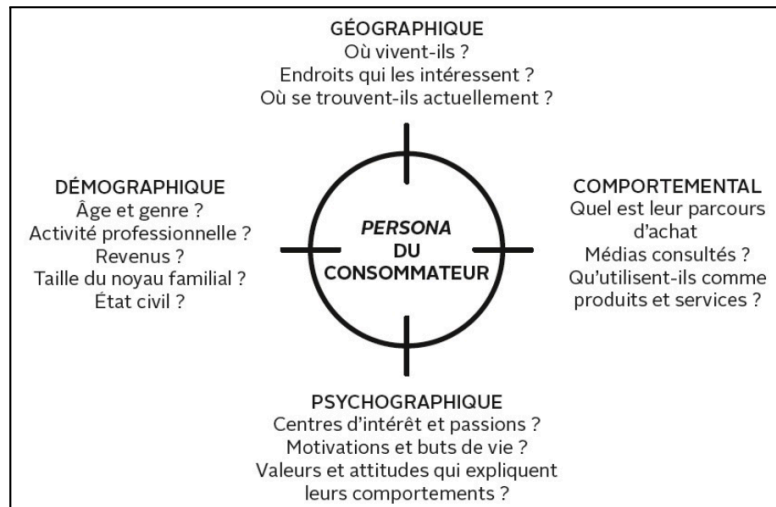 GÉOGRAPHIQUE
Où vivent-ils ?
Endroits qui les intéressent ?
Où se trouvent-ils actuellement ?
DÉMOGRAPHIQUE
Âge et genre ?
Activité professionnelle ?
Revenus ?
Taille du noyau familial ?
État civil ?
PERSONA
DU
CONSOMMATEUR
COMPORTEMENTAL
Quel est leur parcours
d'achat
Médias consultés ?
Qu'utilisent-ils comme
produits et services ?
PSYCHOGRAPHIQUE
Centres d'intérêt et passions ?
Motivations et buts de vie ?
Valeurs et attitudes qui expliquent
leurs comportements ?